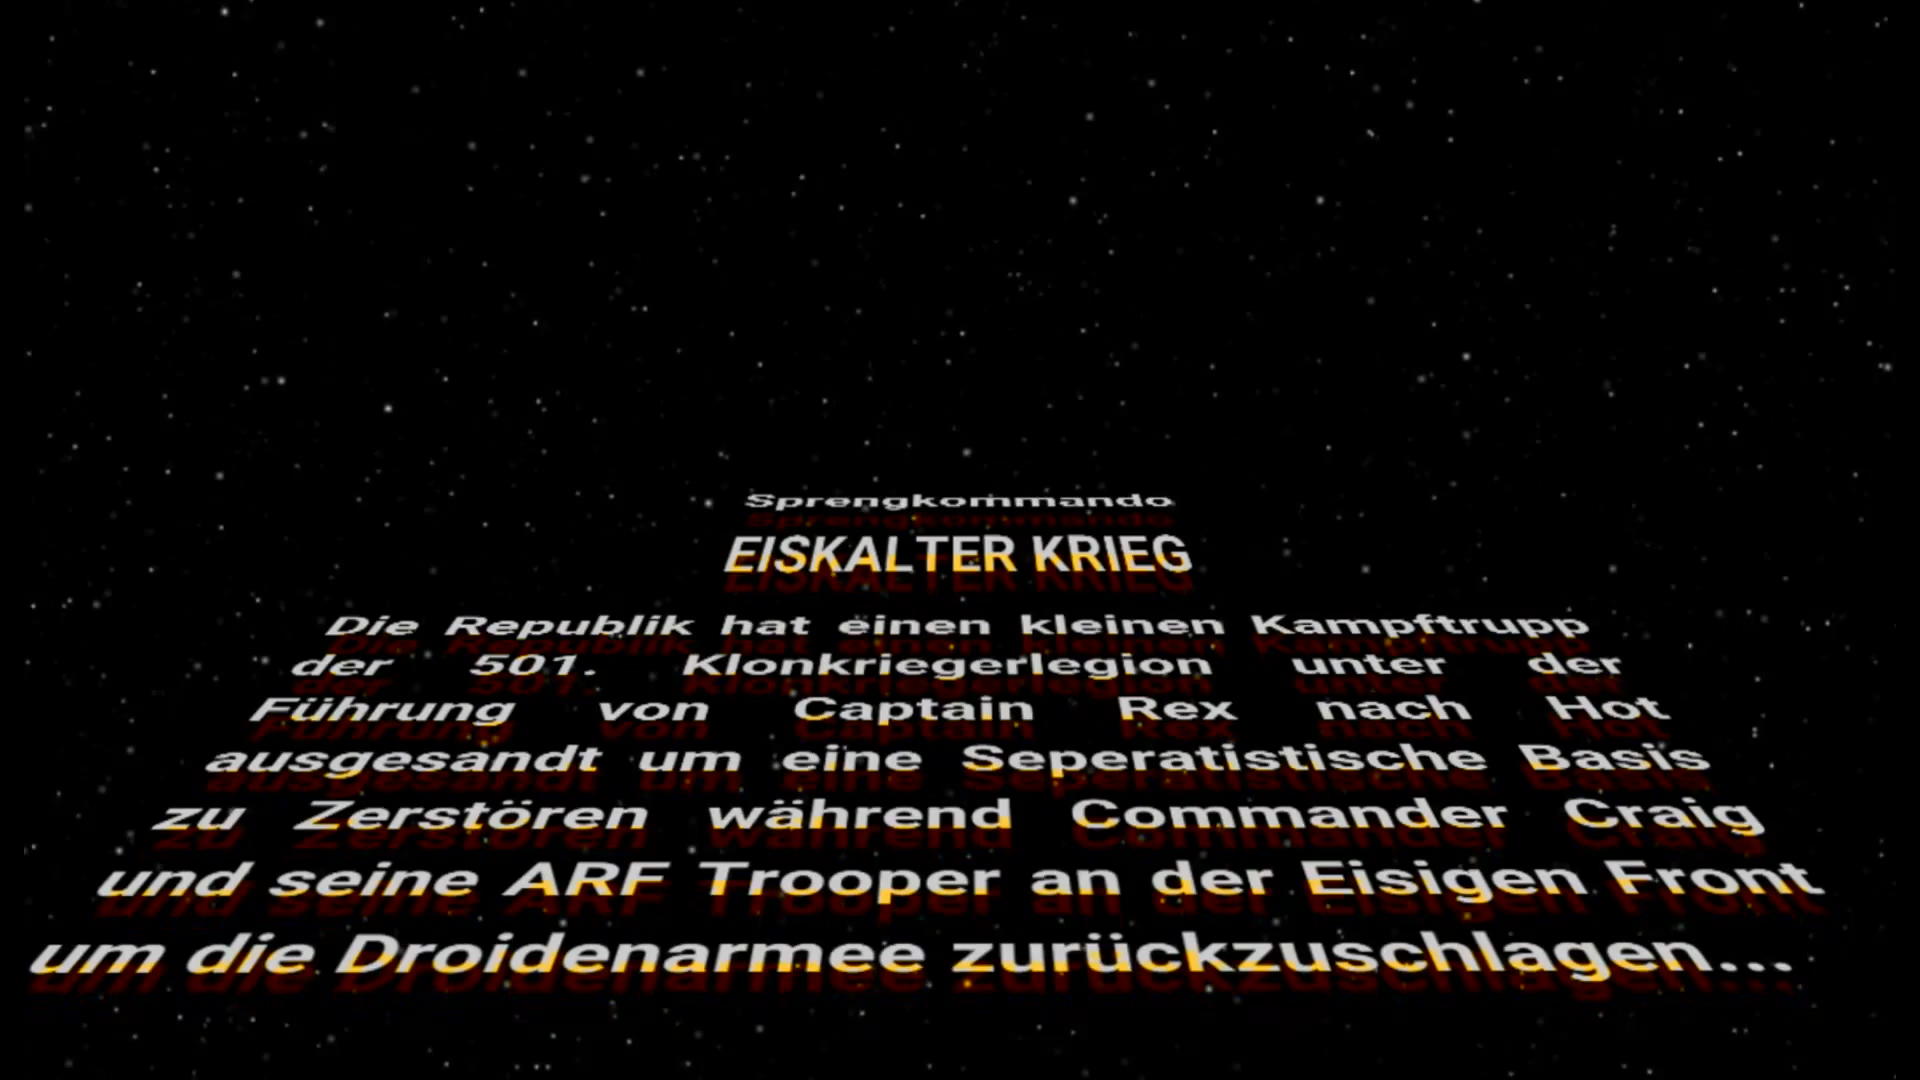 Sprengkommando
EISKALTER KRIEG
Die Republik hat einen kleinen Kampftrupp
der 501. Klonkriegerlegion unter der
Führung von Captain Rex nach Hot
ausgesandt um eine Seperatistische Basis
zu Zerstören während Commander Craig
und seine ARF Trooper an der Eisigen Front
um die Droidenarmee zurückzuschlagen...